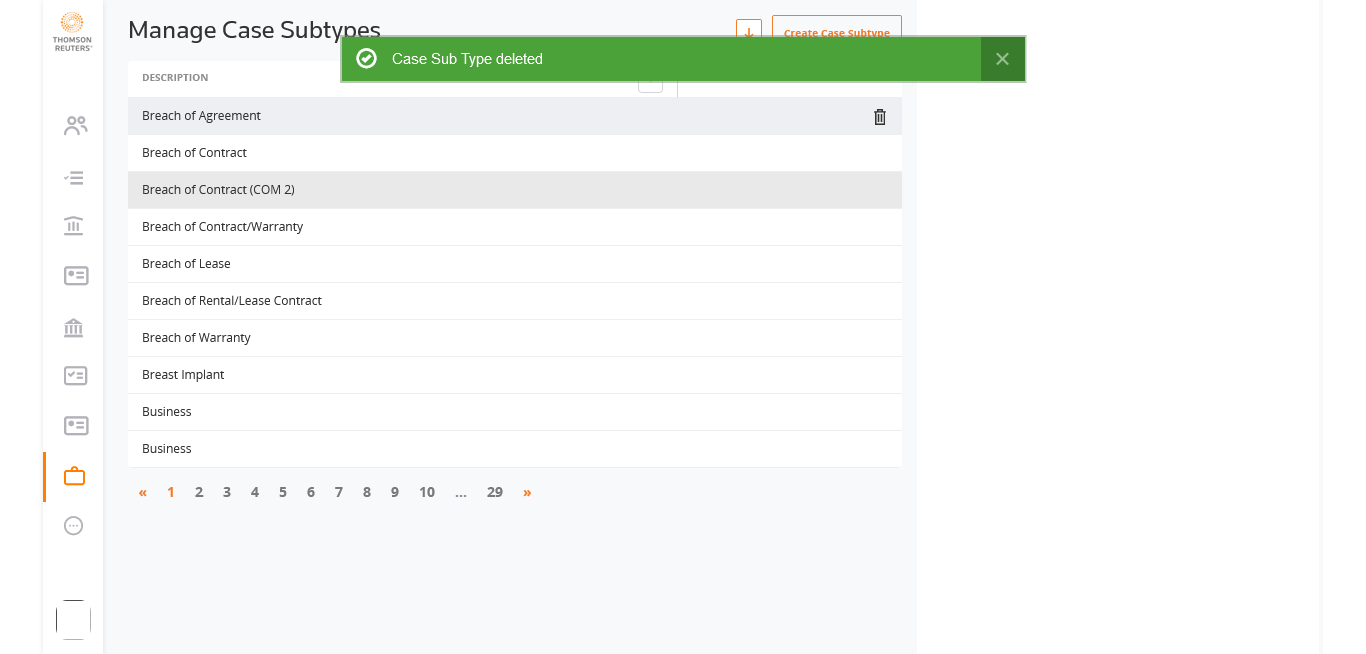 THOMSON
REUTERS
Manage Case Subtypes
Create Case Subtype
Case Sub Type deleted
DESCRIPTION
Breach of Agreement
Breach of Contract
Breach of Contract (COM 2)
Breach of Contract/Warranty
Breach of Lease
Breach of Rental/Lease Contract
Breach of Warranty
Breast Implant
Business
Business
« 1 2 3 4 5 6 7 8 9 10 ... 29 »